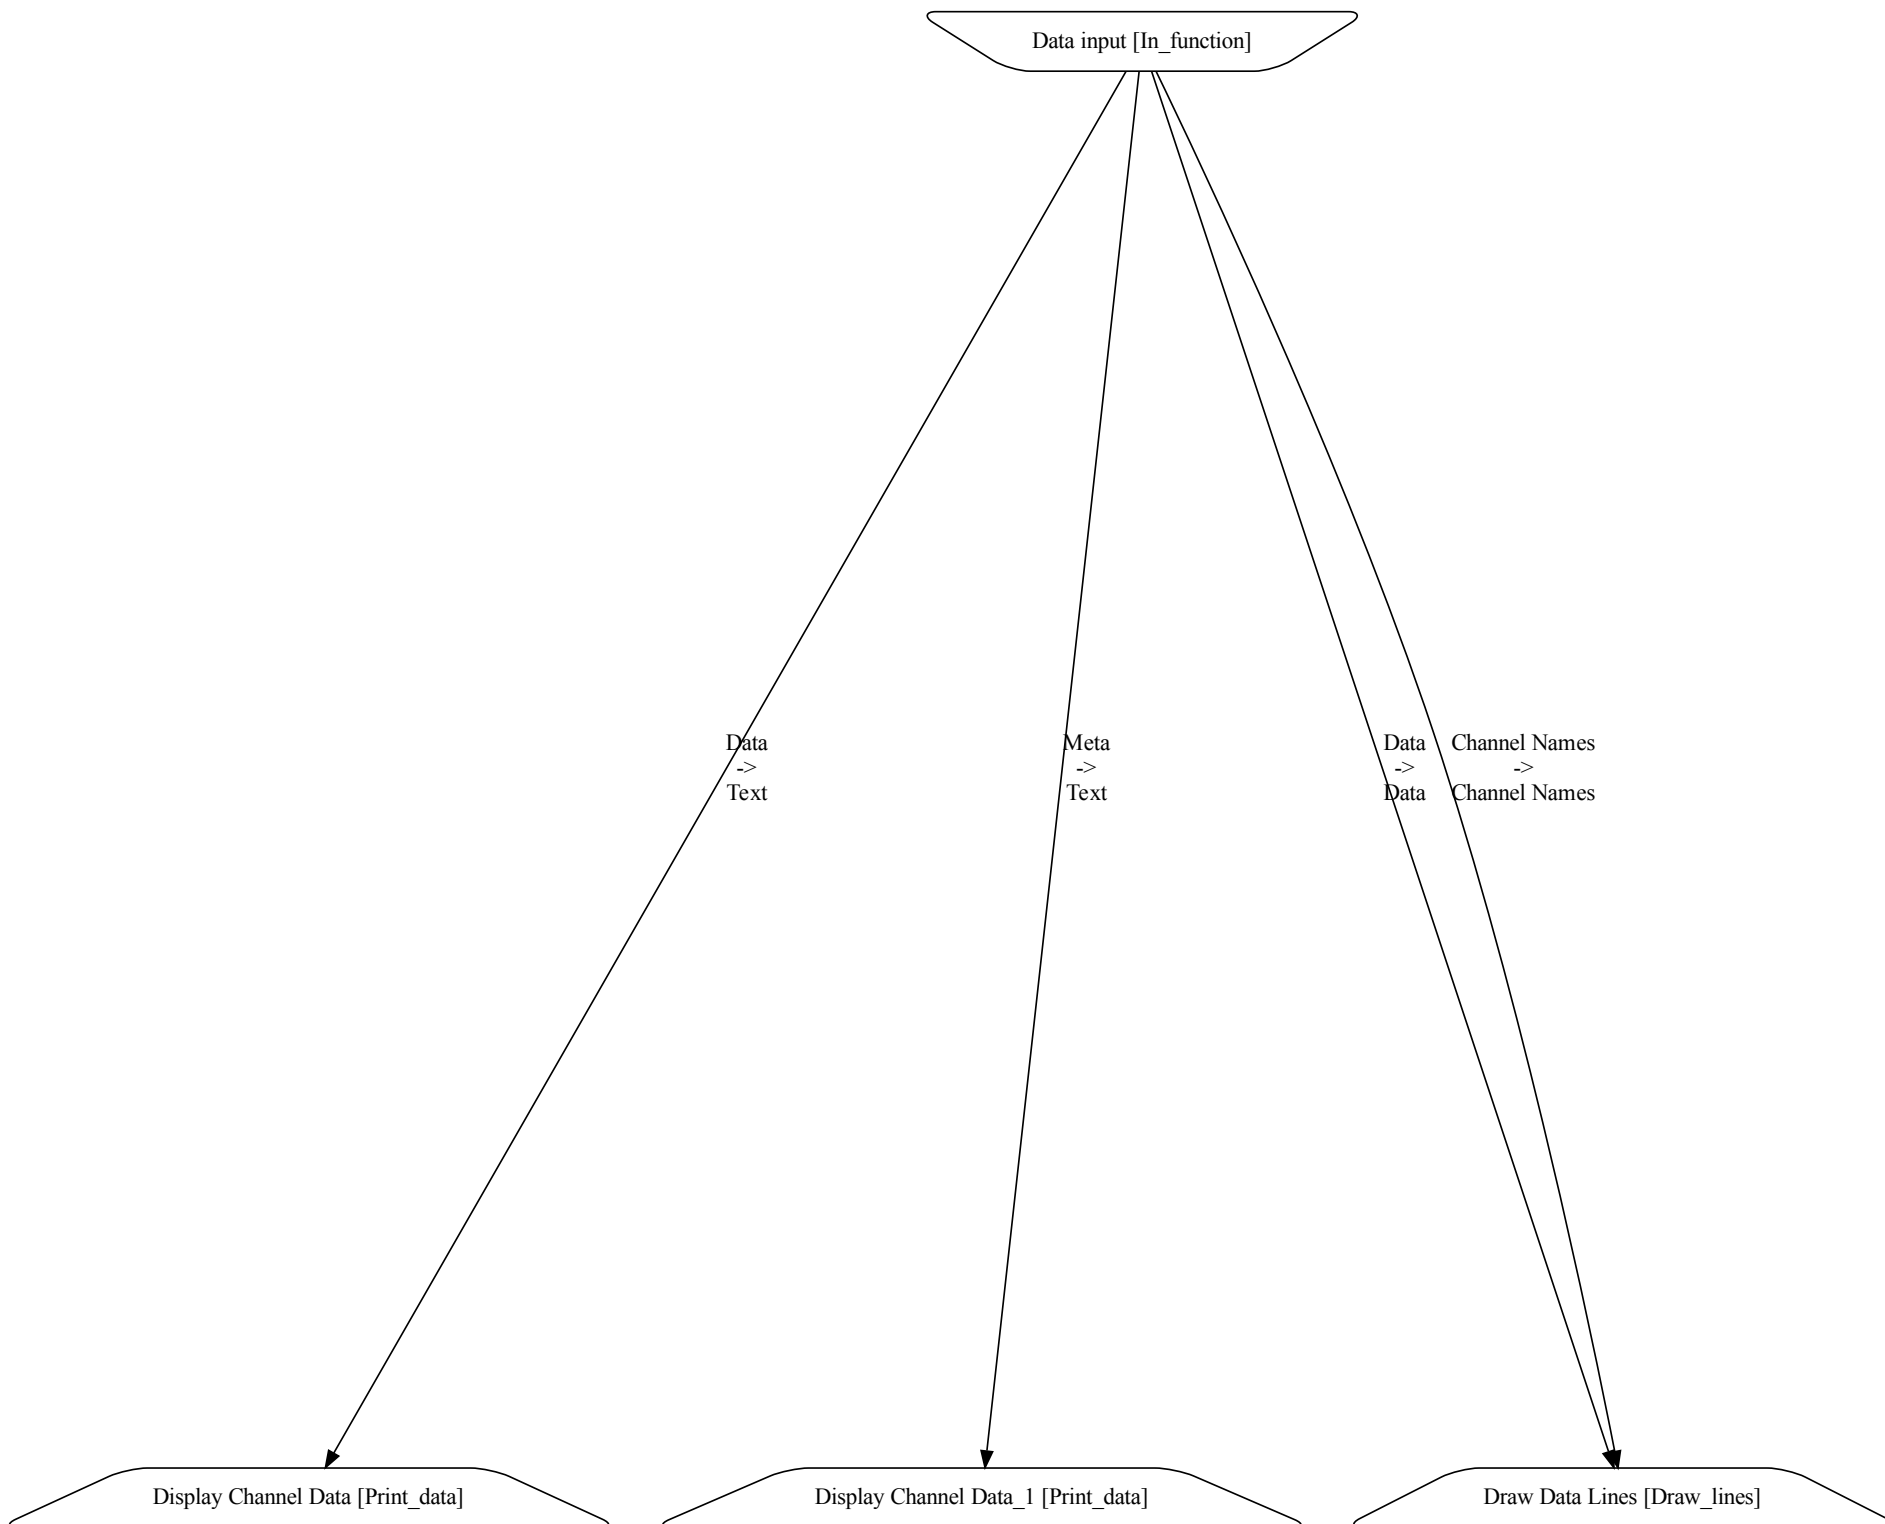 Data input [In_function]
Data
->
Text
Meta
->
Text
Data
->
Data
Channel Names
->
Channel Names
Display Channel Data [Print_data]
Display Channel Data_1 [Print_data]
Draw Data Lines [Draw_lines]